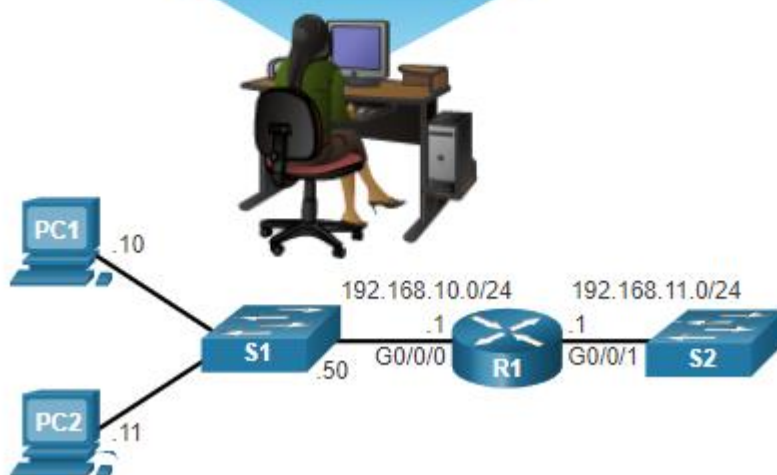 PC1
.10
192.168.10.0/24
192.168.11.0/24
.1
.1
S1
G0/0/0
R1
G0/0/1
S2
.50
PC2
.11